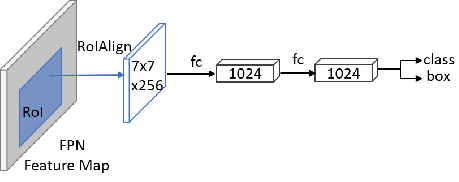 RoIAlign
7x7
x256
fc
1024
fc
1024
class
box
RoI
FPN
Feature Map